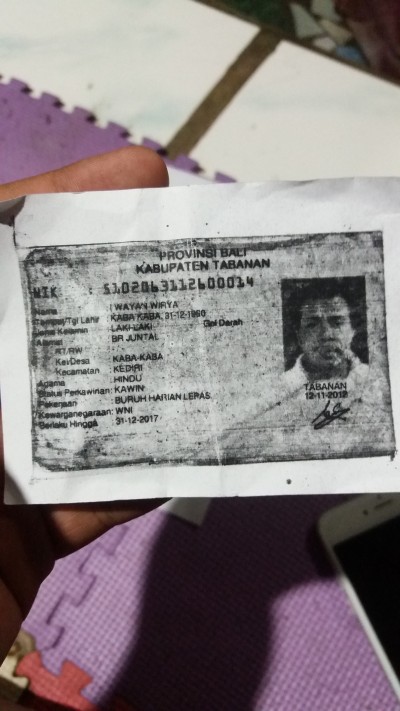 PROVINSI BALI
KABUPATEN TABANAN
NIK : 5102063112600014
Nama : I WAYAN WIRYA
Tempat/Tgl Lahir : KABA KABA, 31-12-1960
Jenis Kelamin : LAKI-LAKI Gol Darah
Alamat : BR JUNTAL
RT/RW
Kel/Desa : KABA-KABA
Kecamatan : KEDIRI
Agama : HINDU
Status Perkawinan : KAWIN
Pekerjaan : BURUH HARIAN LEPAS
Kewarganegaraan : WNI
Berlaku Hingga : 31-12-2017
TABANAN
12-11-2012